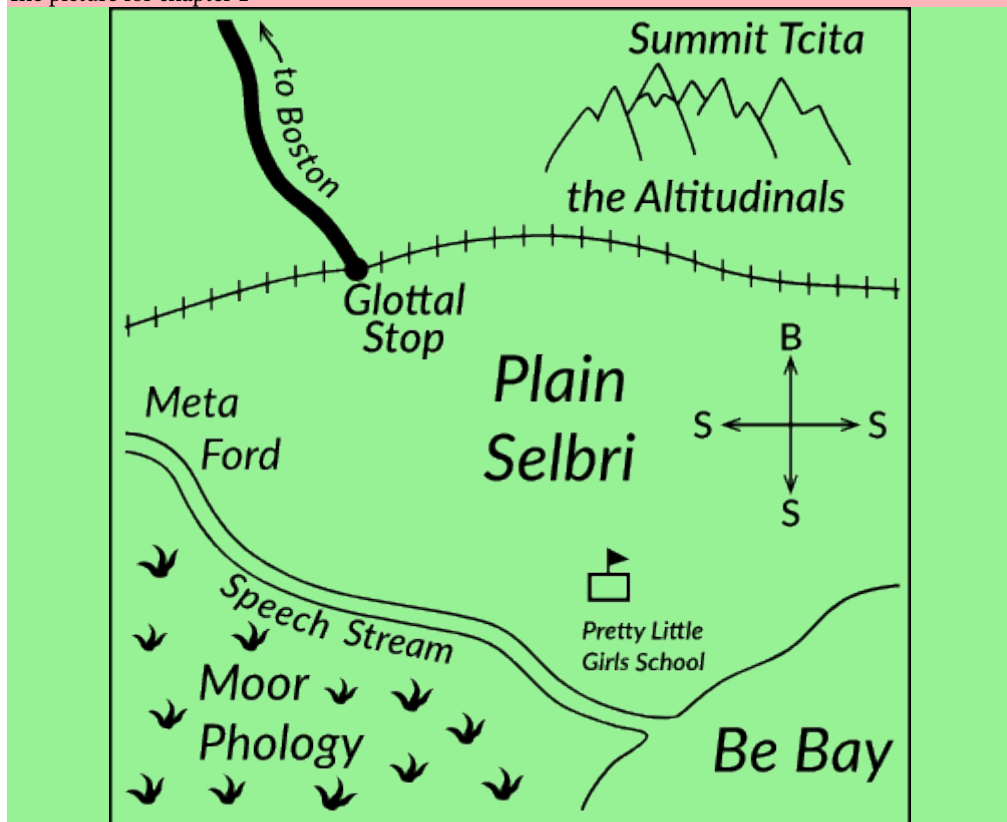 Summit Tcita
to Boston
the Altitudinals
Glottal
Stop
B
Plain
Meta
S S
Ford
Selbri
S
Speech Stream
Pretty Little
Girls School
Moor
Phology
Be Bay